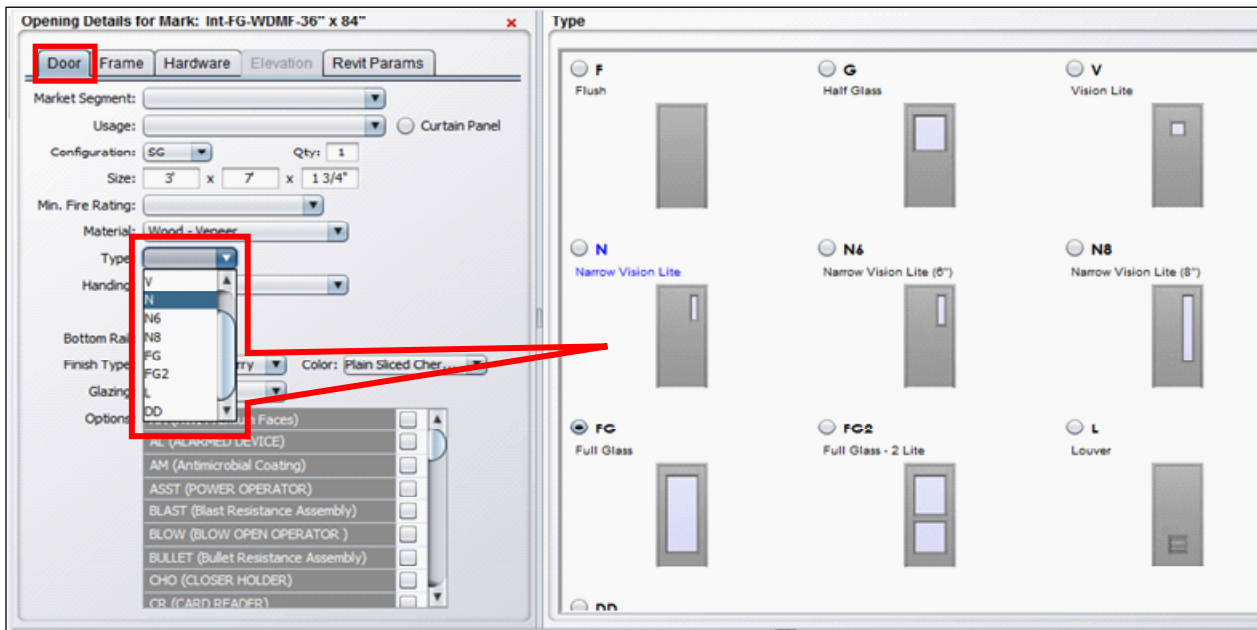 Opening Details for Mark: Int-FG-WDMF-36" x 84"
×
Door
Frame
Hardware
Elevation
Revit Params
Market Segment:
Usage:
Curtain Panel
Configuration: SG
Qty: 1
Size: 3' x 7' x 1 3/4"
Min. Fire Rating:
Material: Wood - Veneer
Type
Handing
V
N
N6
N8
FG
FG2
L
DD
Bottom Rail
Finish Type
rry
Color: Plain Sliced Cher...
Glazing
Options
Faces)
AL (ALARMED DEVICE)
AM (Antimicrobial Coating)
ASST (POWER OPERATOR)
BLAST (Blast Resistance Assembly)
BLOW (BLOW OPEN OPERATOR )
BULLET (Bullet Resistance Assembly)
CHO (CLOSER HOLDER)
CR (CARD READER)
Type
F
Flush
G
Half Glass
V
Vision Lite
N
Narrow Vision Lite
N6
Narrow Vision Lite (6")
N8
Narrow Vision Lite (8")
FG
Full Glass
FG2
Full Glass - 2 Lite
L
Louver
DD